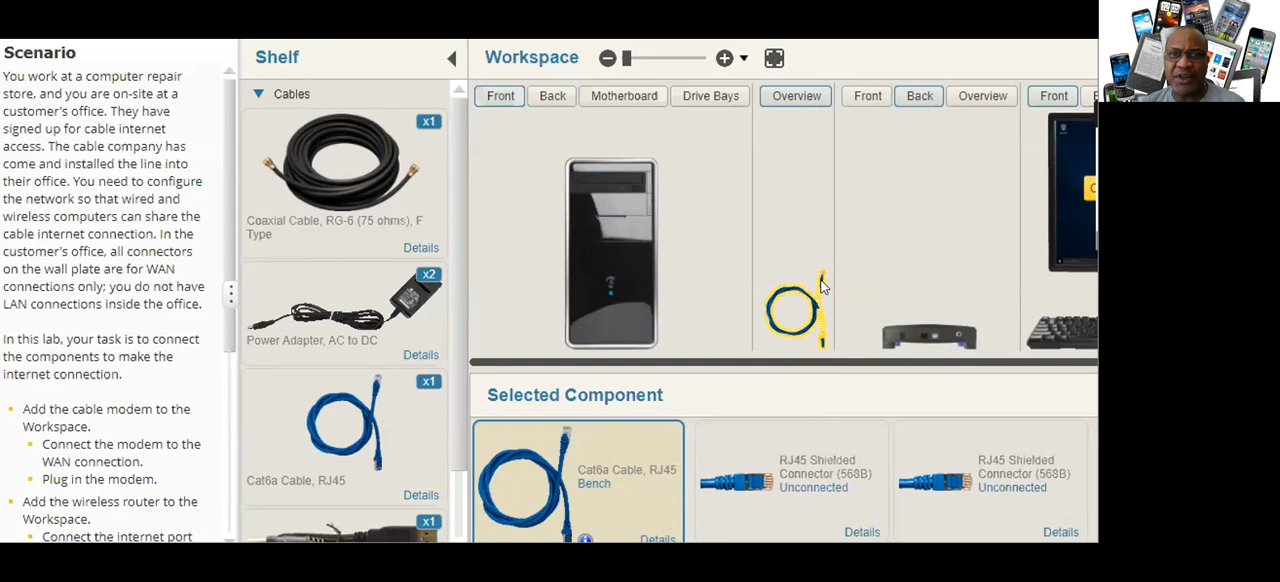 Scenario
You work at a computer repair
store, and you are on-site at a
customer's office. They have
signed up for cable internet
access. The cable company has
come and installed the line into
their office. You need to configure
the network so that wired and
wireless computers can share the
cable internet connection. In the
customer's office, all connectors
on the wall plate are for WAN
connections only; you do not have
LAN connections inside the office.
In this lab, your task is to connect
the components to make the
internet connection.
Add the cable modem to the
Workspace.
Connect the modem to the
WAN connection.
Plug in the modem.
Add the wireless router to the
Workspace.
Connect the internet port
Shelf
Cables
x1
Coaxial Cable, RG-6 (75 ohms), F
Type
Details
x2
Power Adapter, AC to DC
Details
x1
Cat6a Cable, RJ45
Details
x1
Workspace
Front Back Motherboard Drive Bays Overview Front Back Overview Front
Selected Component
Cat6a Cable, RJ45
Bench
Details
RJ45 Shielded
Connector (568B)
Unconnected
Details
RJ45 Shielded
Connector (568B)
Unconnected
Details